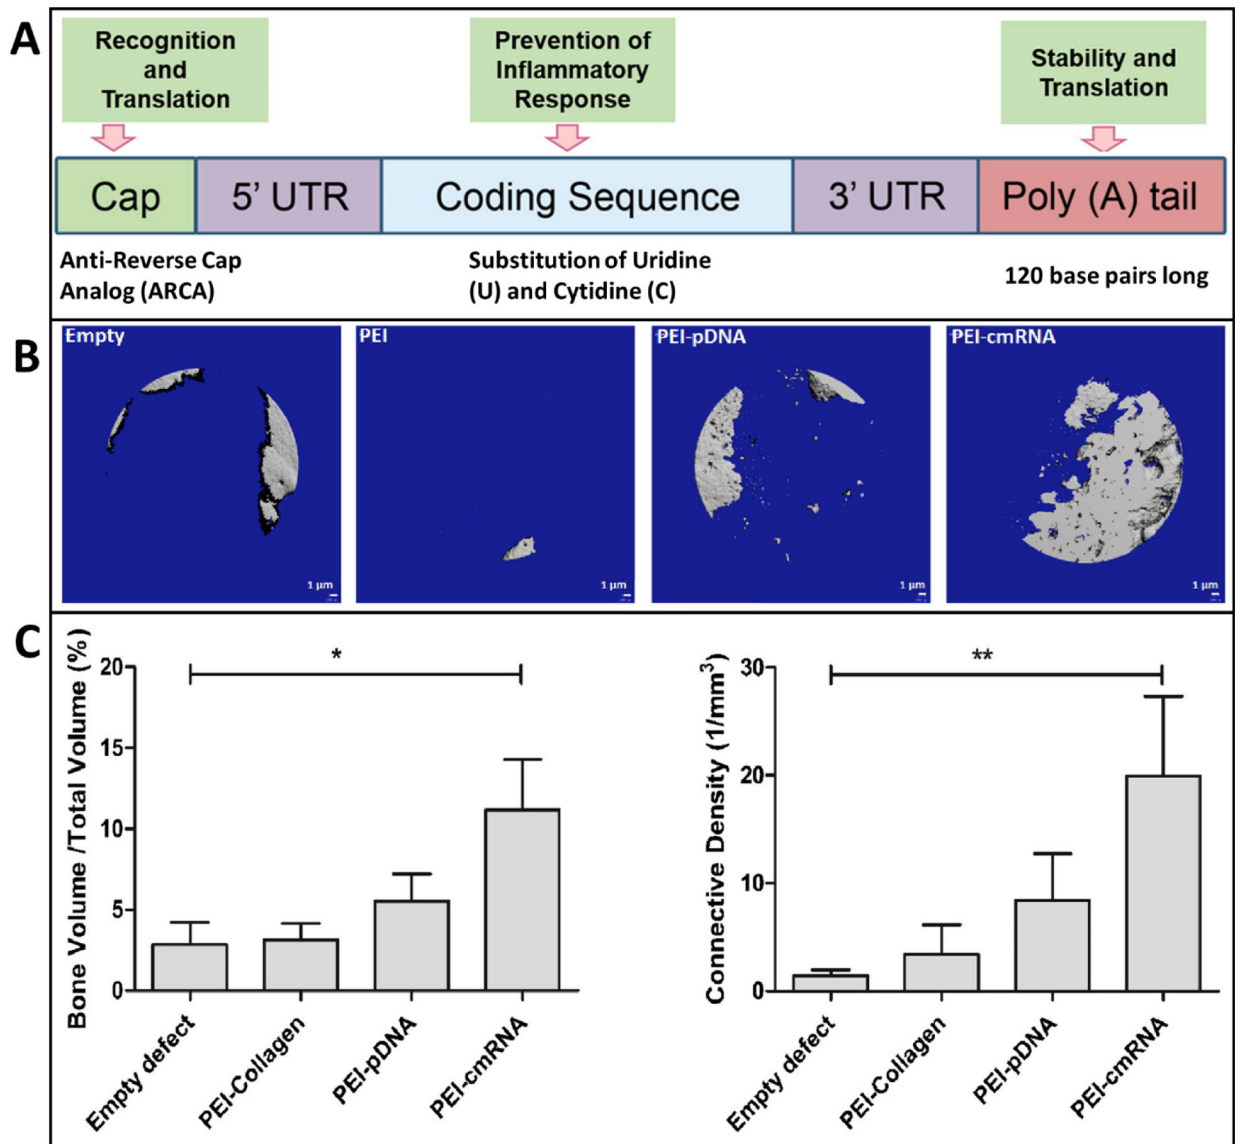 A
Recognition
and
Translation
Prevention of
Inflammatory
Response
Stability and
Translation
Cap
5’ UTR
Coding Sequence
3’ UTR
Poly (A) tail
Anti-Reverse Cap
Analog (ARCA)
Substitution of Uridine
(U) and Cytidine (C)
120 base pairs long
B
Empty
PEI
PEI-pDNA
PEI-cmRNA
1 µm
1 µm
1 µm
1 µm
C
Bone Volume /Total Volume (%)
20
15
10
5
0
*
Empty defect
PEI-Collagen
PEI-pDNA
PEI-cmRNA
Connective Density (1/mm³)
30
20
10
0
**
Empty defect
PEI-Collagen
PEI-pDNA
PEI-cmRNA